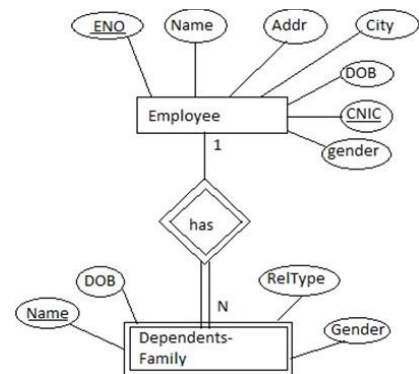 ENO
Name
Addr
City
DOB
Employee
CNIC
1
gender
has
DOB
RelType
N
Name
Dependents-
Family
Gender